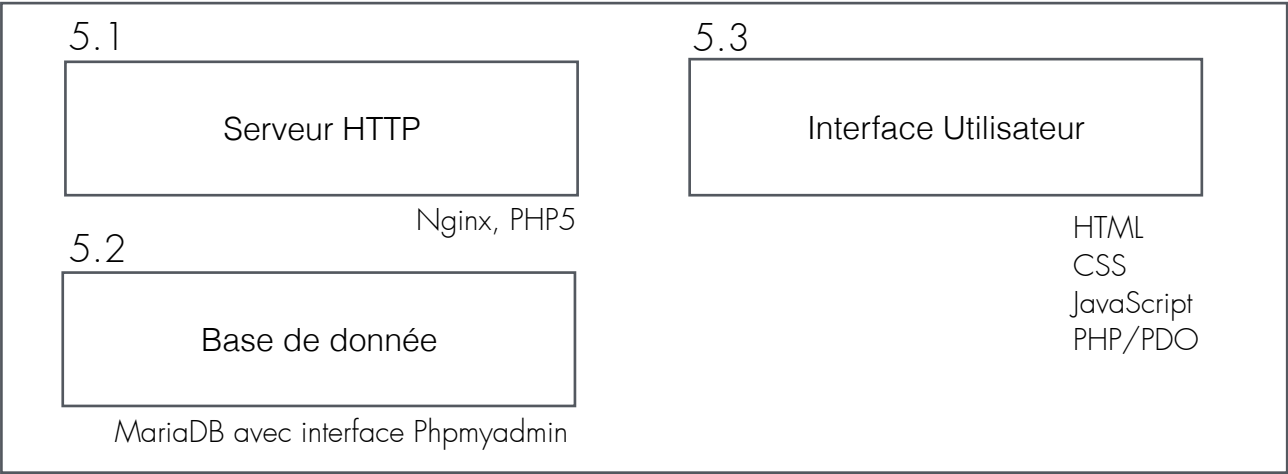 5.1
Serveur HTTP
Nginx, PHP5
5.2
Base de donnée
MariaDB avec interface Phpmyadmin
5.3
Interface Utilisateur
HTML
CSS
JavaScript
PHP/PDO